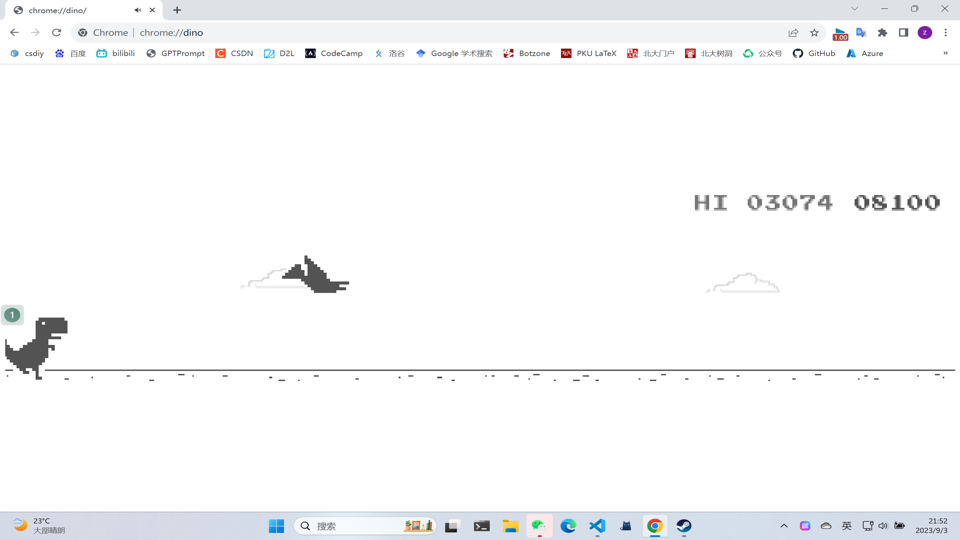 chrome://dino/
Chrome | chrome://dino
1.00
z
csdiy 百度 bilibili GPTPrompt CSDN D2L CodeCamp 洛谷 Google 学术搜索 Botzone PKU LaTeX 北大门户 北大树洞 公众号 GitHub Azure »
HI 03074 08100
1
23°C
大部晴朗
搜索
英
21:52
2023/9/3